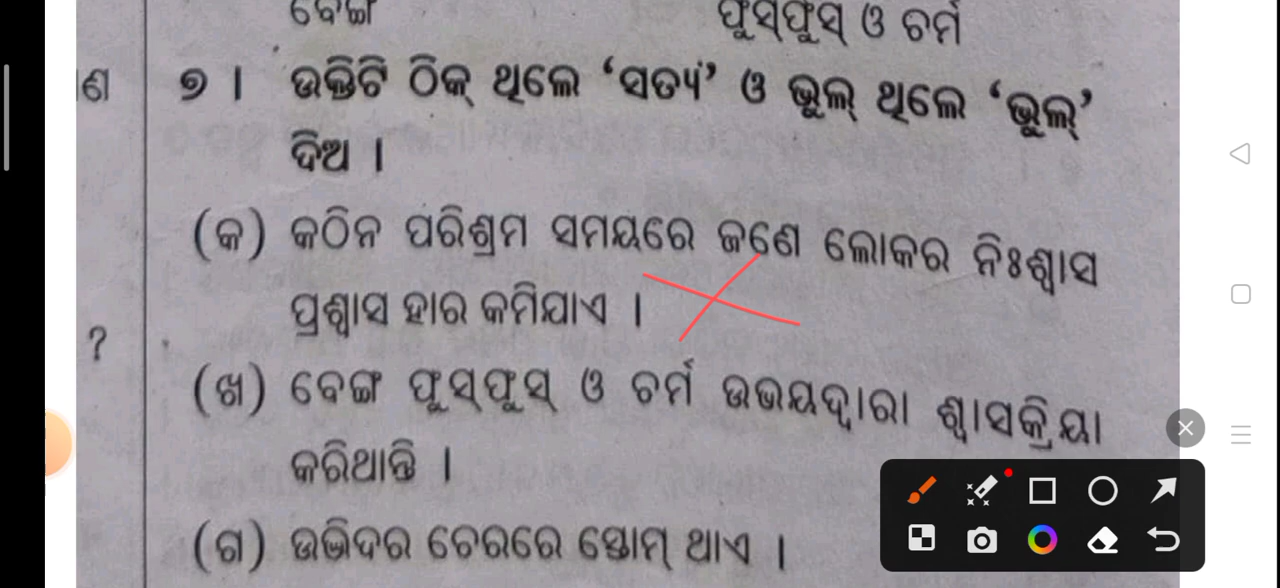 ବେଙ୍ଗ ଫୁସ୍‌ଫୁସ୍ ଓ ଚର୍ମ
୭ । ଉକ୍ତିଟି ଠିକ୍ ଥିଲେ ‘ସତ୍ୟ’ ଓ ଭୁଲ୍ ଥିଲେ ‘ଭୁଲ୍’
ଦିଅ ।
(କ) କଠିନ ପରିଶ୍ରମ ସମୟରେ ଜଣେ ଲୋକର ନିଃଶ୍ୱାସ
ପ୍ରଶ୍ୱାସ ହାର କମିଯାଏ ।
?
(ଖ) ବେଙ୍ଗ ଫୁସ୍‌ଫୁସ୍ ଓ ଚର୍ମ ଉଭୟଦ୍ୱାରା ଶ୍ୱାସକ୍ରିୟା
କରିଥାନ୍ତି ।
(ଗ) ଉଦ୍ଭିଦର ଚେରରେ ସ୍ତୋମ୍ ଥାଏ ।